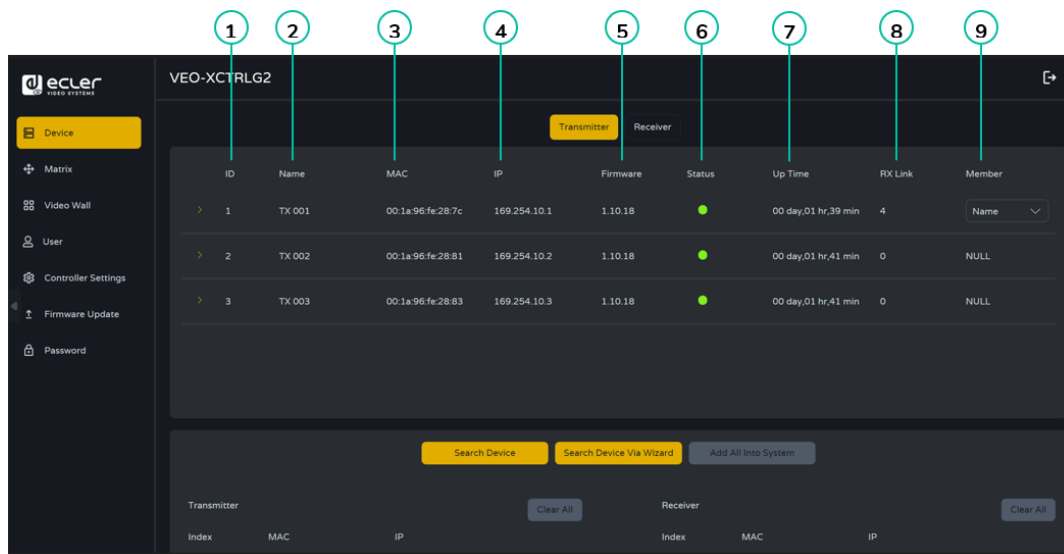 1 2 3 4 5 6 7 8 9
ecler
VIDEO SYSTEMS
VEO-XCTRLG2
Device
Matrix
Video Wall
User
Controller Settings
Firmware Update
Password
Transmitter Receiver
ID Name MAC IP Firmware Status Up Time RX Link Member
1 TX 001 00:1a:96:fe:28:7c 169.254.10.1 1.10.18 00 day,01 hr,39 min 4 Name
2 TX 002 00:1a:96:fe:28:81 169.254.10.2 1.10.18 00 day,01 hr,41 min 0 NULL
3 TX 003 00:1a:96:fe:28:83 169.254.10.3 1.10.18 00 day,01 hr,41 min 0 NULL
Search Device Search Device Via Wizard Add All Into System
Transmitter Clear All Receiver Clear All
Index MAC IP Index MAC IP